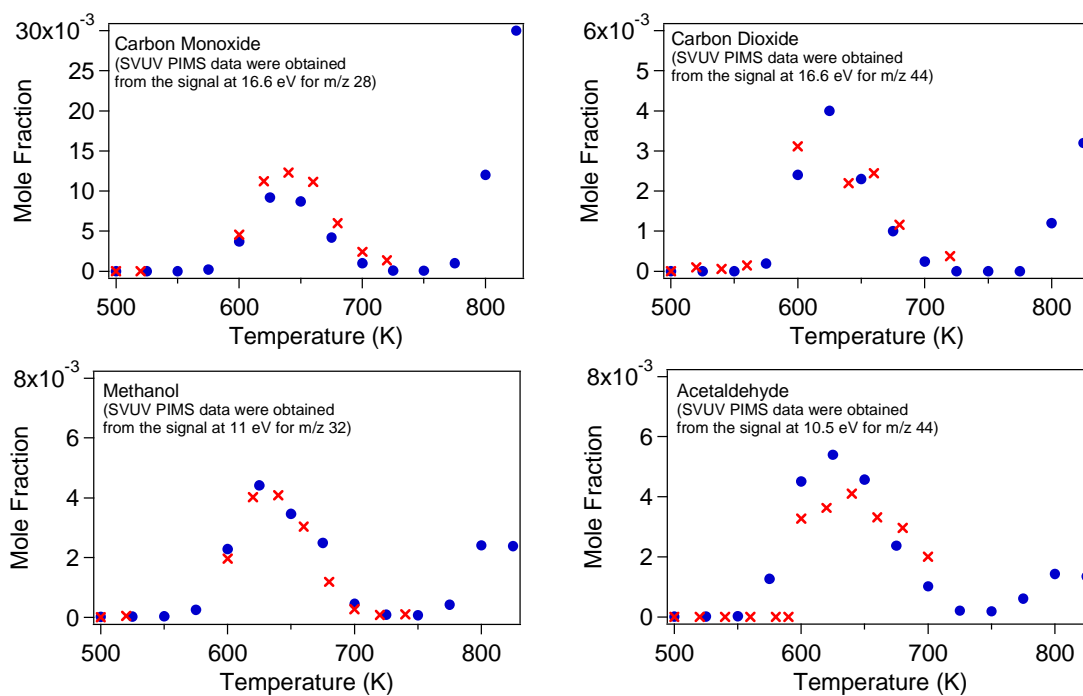 30x10⁻³
Carbon Monoxide
(SVUV PIMS data were obtained
from the signal at 16.6 eV for m/z 28)
25
20
15
10
5
0
Mole Fraction
500
600
700
800
Temperature (K)
6x10⁻³
Carbon Dioxide
(SVUV PIMS data were obtained
from the signal at 16.6 eV for m/z 44)
5
4
3
2
1
0
Mole Fraction
500
600
700
800
Temperature (K)
8x10⁻³
Methanol
(SVUV PIMS data were obtained
from the signal at 11 eV for m/z 32)
6
4
2
0
Mole Fraction
500
600
700
800
Temperature (K)
8x10⁻³
Acetaldehyde
(SVUV PIMS data were obtained
from the signal at 10.5 eV for m/z 44)
6
4
2
0
Mole Fraction
500
600
700
800
Temperature (K)